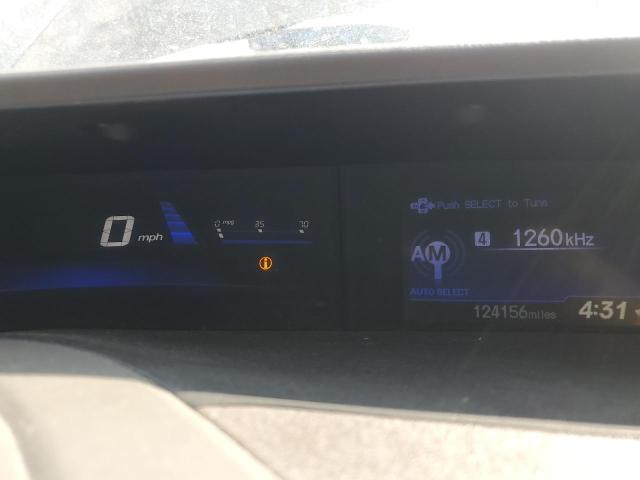 Push SELECT to Tune
0 mpg 35 70
0 mph
4 1260kHz
AM
AUTO SELECT
124156miles
4:31